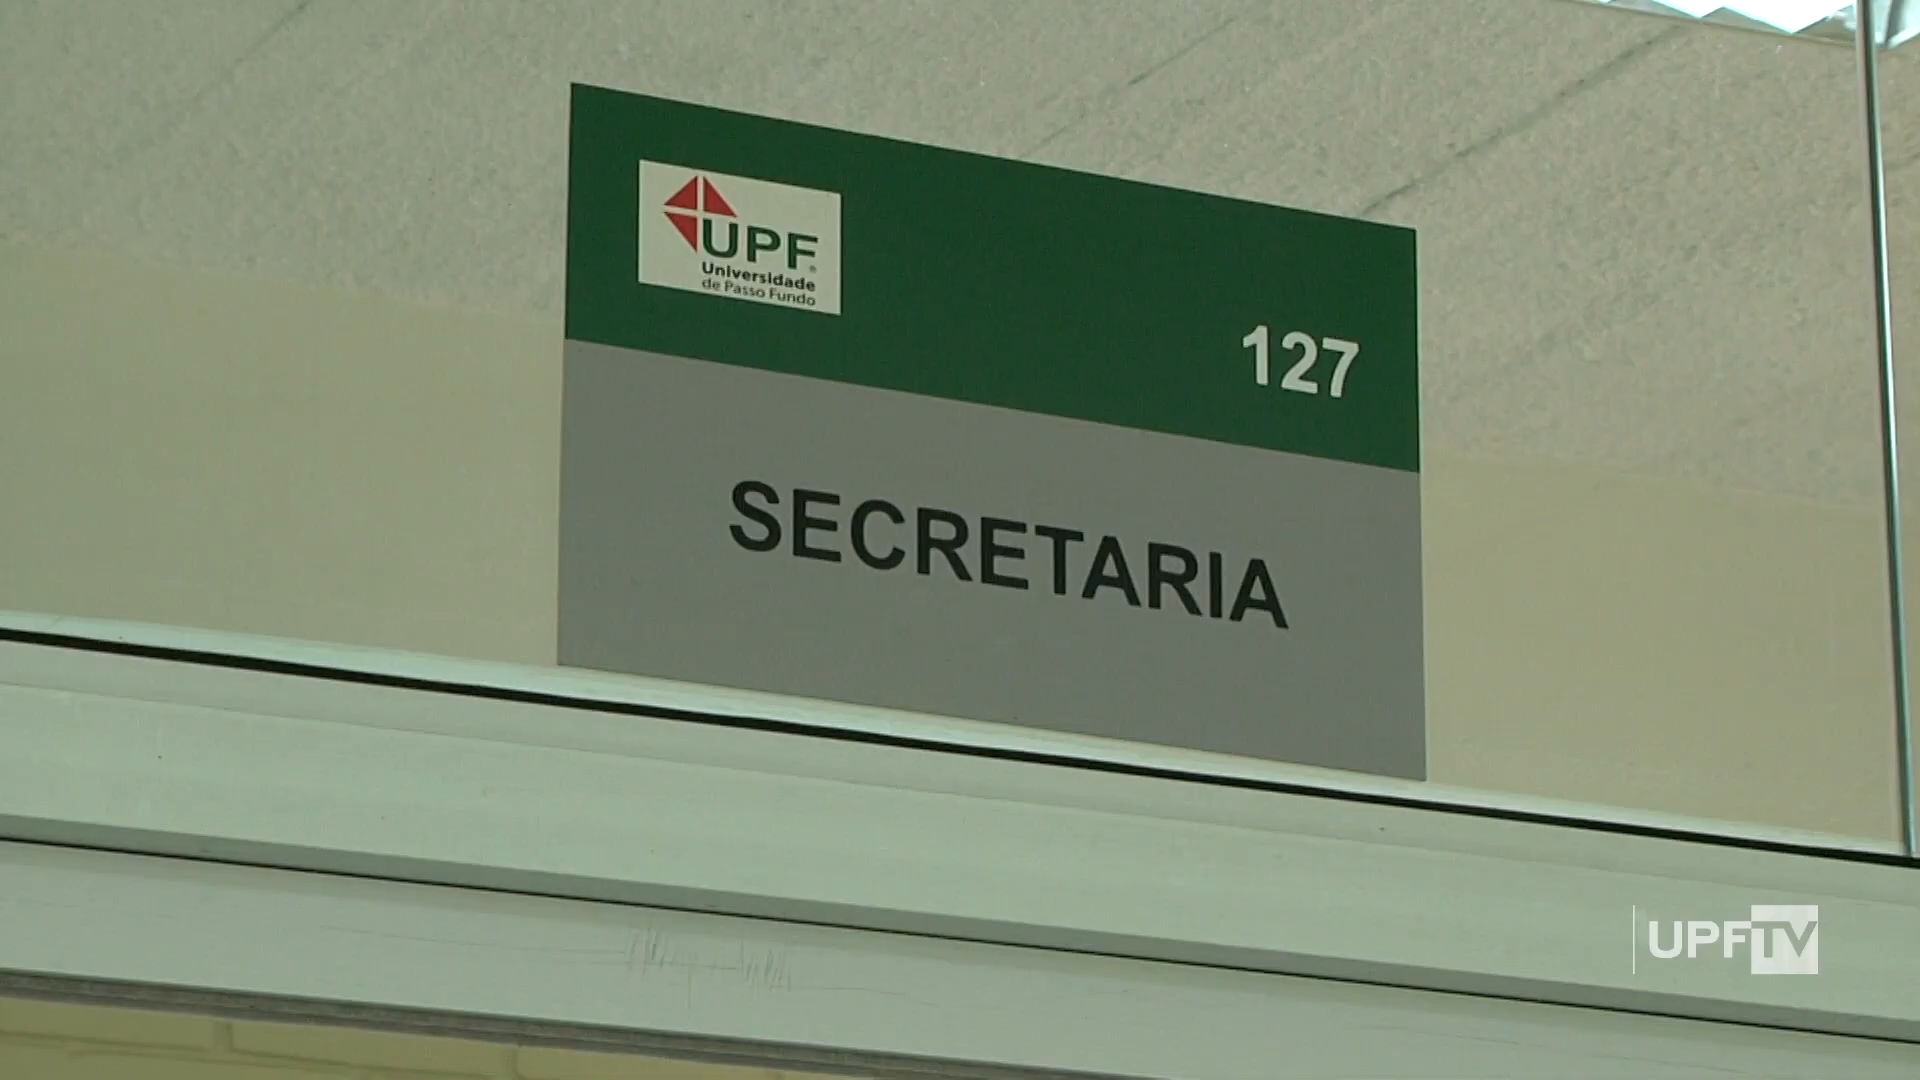 UPF
Universidade
de Passo Fundo
127
SECRETARIA
UPFTV